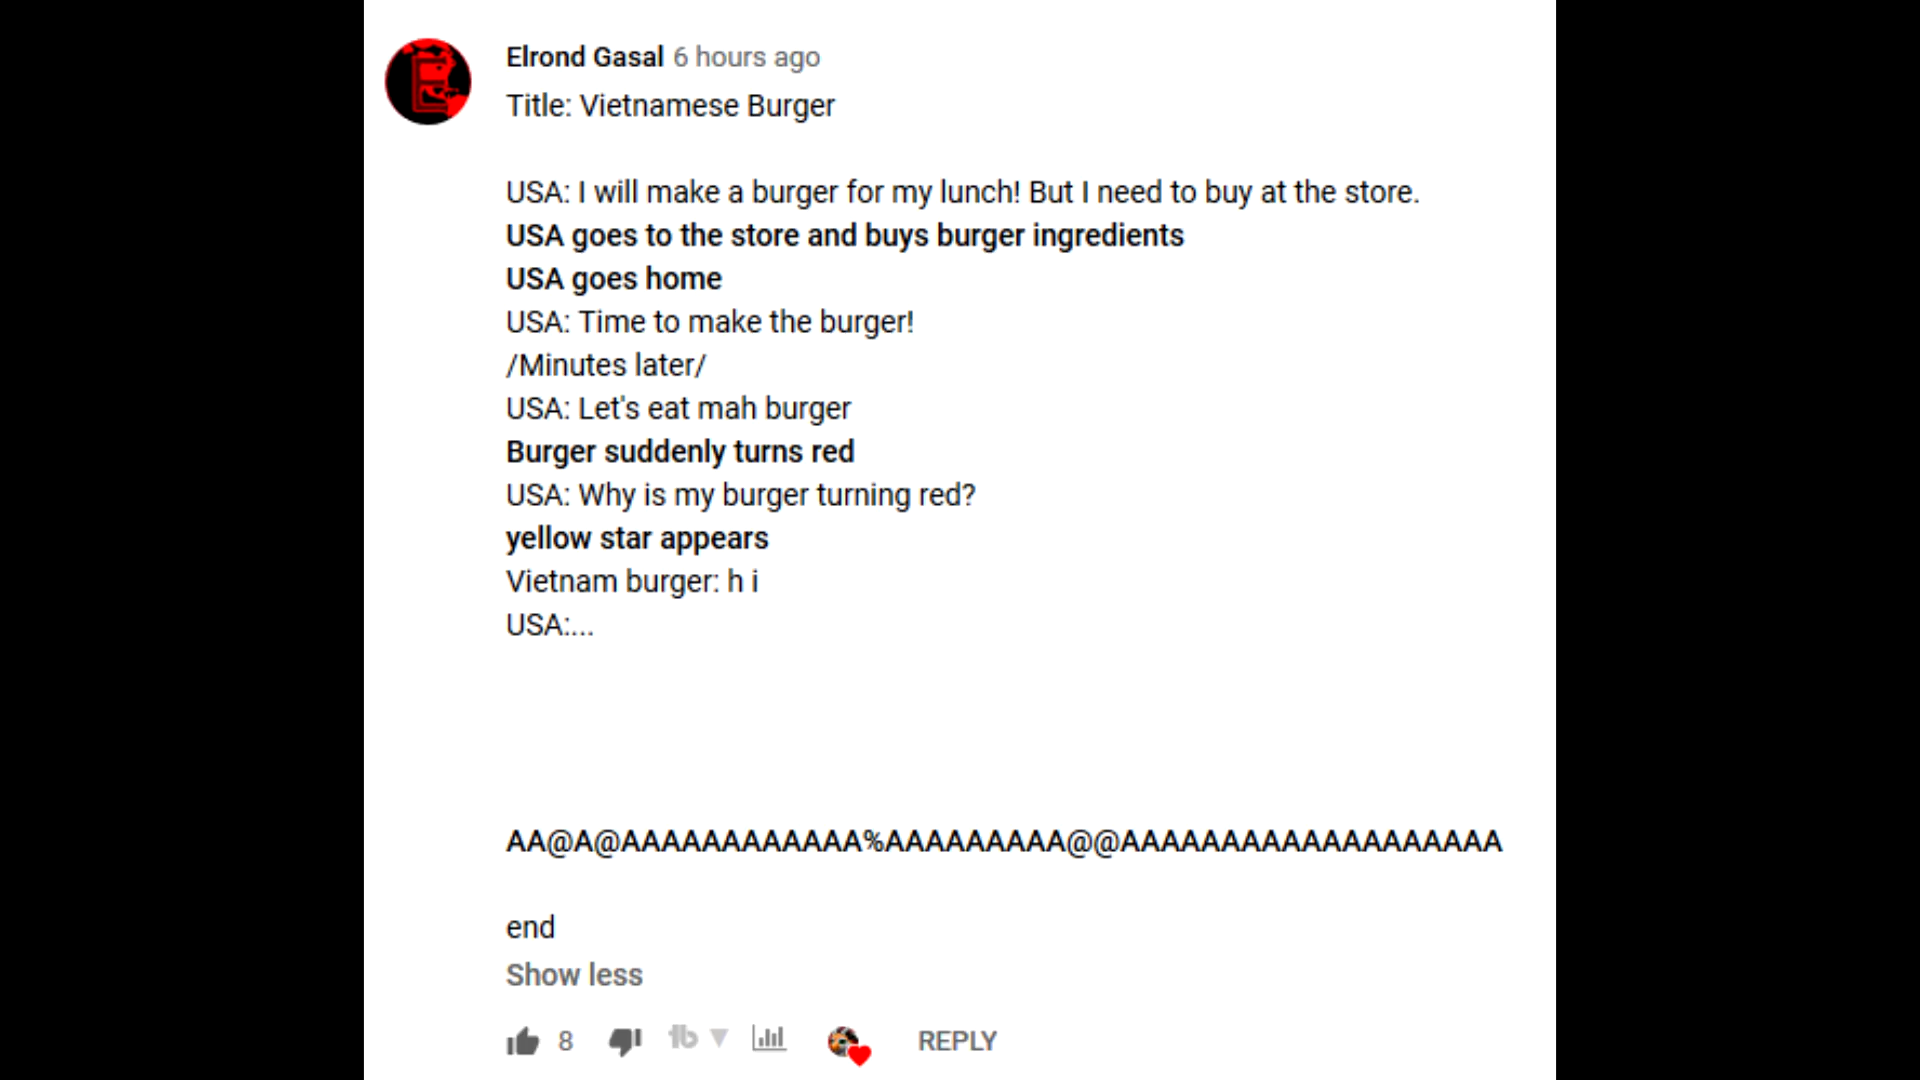 Elrond Gasal 6 hours ago
Title: Vietnamese Burger
USA: I will make a burger for my lunch! But I need to buy at the store.
USA goes to the store and buys burger ingredients
USA goes home
USA: Time to make the burger!
/Minutes later/
USA: Let's eat mah burger
Burger suddenly turns red
USA: Why is my burger turning red?
yellow star appears
Vietnam burger: h i
USA:...
AA@A@AAAAAAAAAAAA%AAAAAAAAA@@AAAAAAAAAAAAAAAAAAA
end
Show less
8 tb REPLY